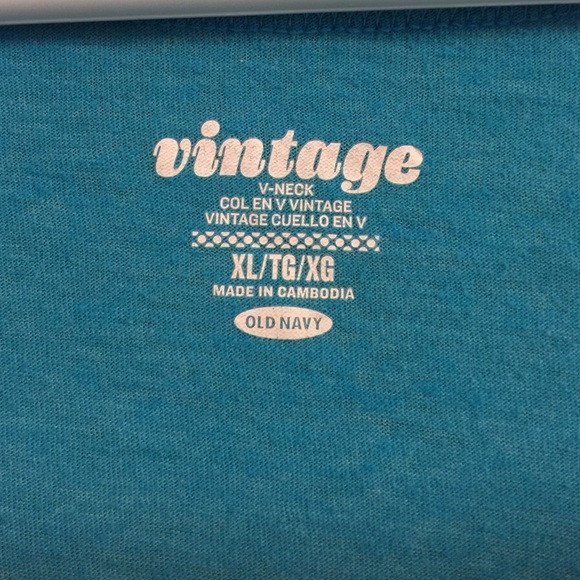 vintage
V-NECK
COL EN V VINTAGE
VINTAGE CUELLO EN V
XL/TG/XG
MADE IN CAMBODIA
OLD NAVY